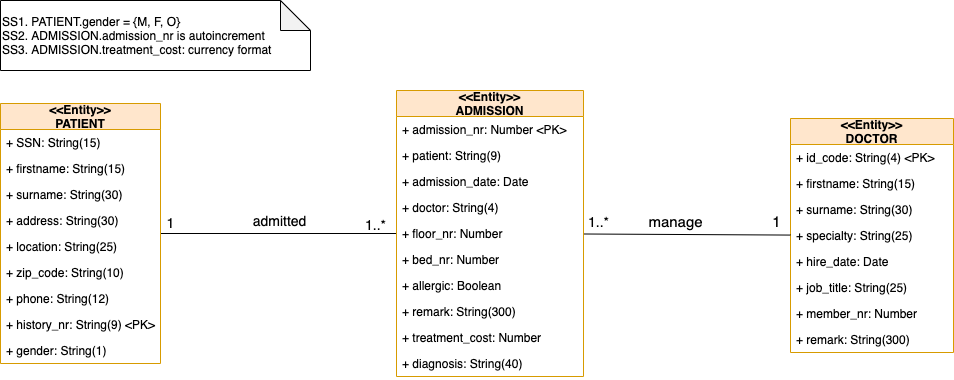 SS1. PATIENT.gender = {M, F, O}
SS2. ADMISSION.admission_nr is autoincrement
SS3. ADMISSION.treatment_cost: currency format
<<Entity>>
PATIENT
+ SSN: String(15)
+ firstname: String(15)
+ surname: String(30)
+ address: String(30)
+ location: String(25)
+ zip_code: String(10)
+ phone: String(12)
+ history_nr: String(9) <PK>
+ gender: String(1)
1
admitted
1..*
<<Entity>>
ADMISSION
+ admission_nr: Number <PK>
+ patient: String(9)
+ admission_date: Date
+ doctor: String(4)
+ floor_nr: Number
+ bed_nr: Number
+ allergic: Boolean
+ remark: String(300)
+ treatment_cost: Number
+ diagnosis: String(40)
1..*
manage
1
<<Entity>>
DOCTOR
+ id_code: String(4) <PK>
+ firstname: String(15)
+ surname: String(30)
+ specialty: String(25)
+ hire_date: Date
+ job_title: String(25)
+ member_nr: Number
+ remark: String(300)